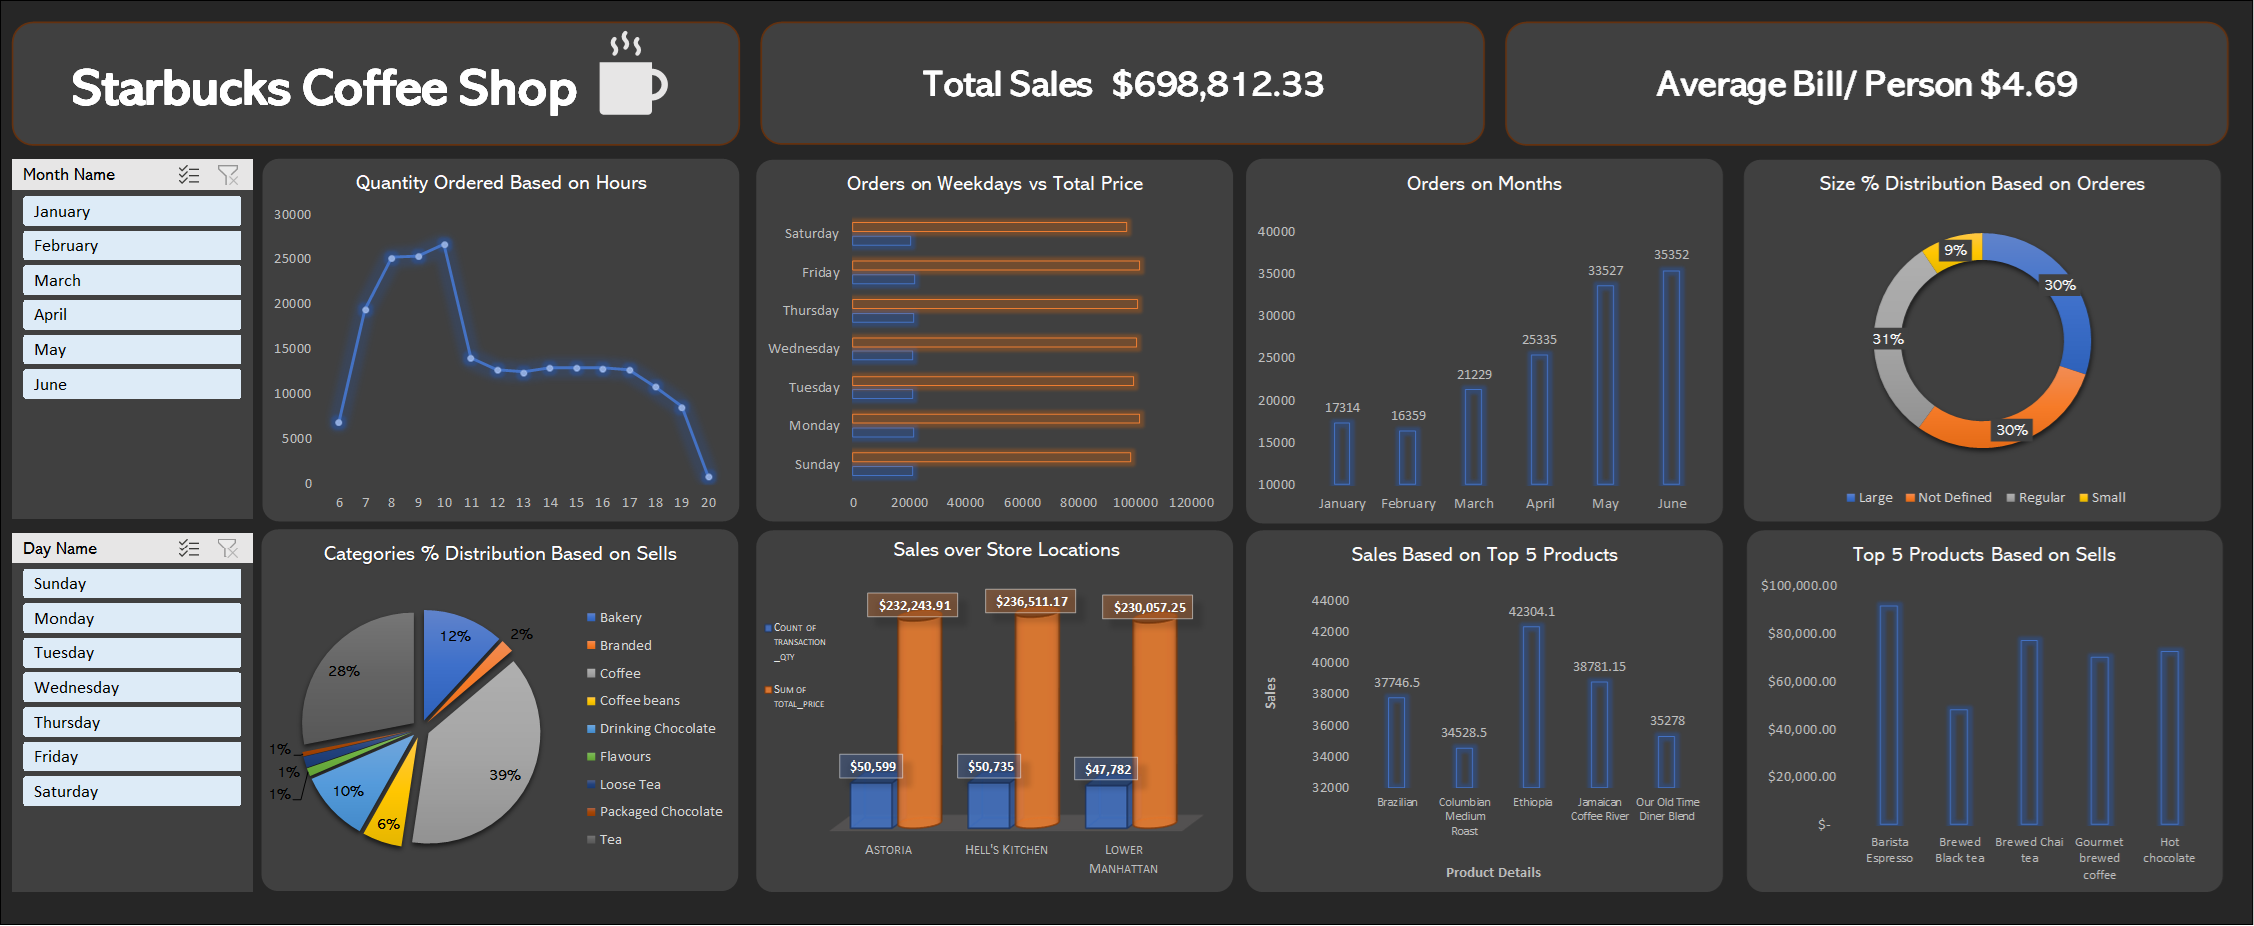 Starbucks Coffee Shop
Total Sales $698,812.33
Average Bill/ Person $4.69
Month Name
January
February
March
April
May
June
Day Name
Sunday
Monday
Tuesday
Wednesday
Thursday
Friday
Saturday
Quantity Ordered Based on Hours
30000
25000
20000
15000
10000
5000
0
6 7 8 9 10 11 12 13 14 15 16 17 18 19 20
Orders on Weekdays vs Total Price
Saturday
Friday
Thursday
Wednesday
Tuesday
Monday
Sunday
0 20000 40000 60000 80000 100000 120000
Orders on Months
40000
35000
30000
25000
20000
15000
10000
17314
16359
21229
25335
33527
35352
January February March April May June
Size % Distribution Based on Orderes
9%
30%
31%
30%
Large Not Defined Regular Small
Categories % Distribution Based on Sells
12%
2%
28%
39%
1%
1%
1%
10%
6%
Bakery
Branded
Coffee
Coffee beans
Drinking Chocolate
Flavours
Loose Tea
Packaged Chocolate
Tea
Sales over Store Locations
Count of
transaction
_qty
Sum of
total_price
$232,243.91
$236,511.17
$230,057.25
$50,599
$50,735
$47,782
Astoria
Hell's Kitchen
Lower
Manhattan
Sales Based on Top 5 Products
Sales
44000
42000
40000
38000
36000
34000
32000
37746.5
34528.5
42304.1
38781.15
35278
Brazilian
Columbian
Medium
Roast
Ethiopia
Jamaican
Coffee River
Our Old Time
Diner Blend
Product Details
Top 5 Products Based on Sells
$100,000.00
$80,000.00
$60,000.00
$40,000.00
$20,000.00
$-
Barista
Espresso
Brewed
Black tea
Brewed Chai
tea
Gourmet
brewed
coffee
Hot
chocolate